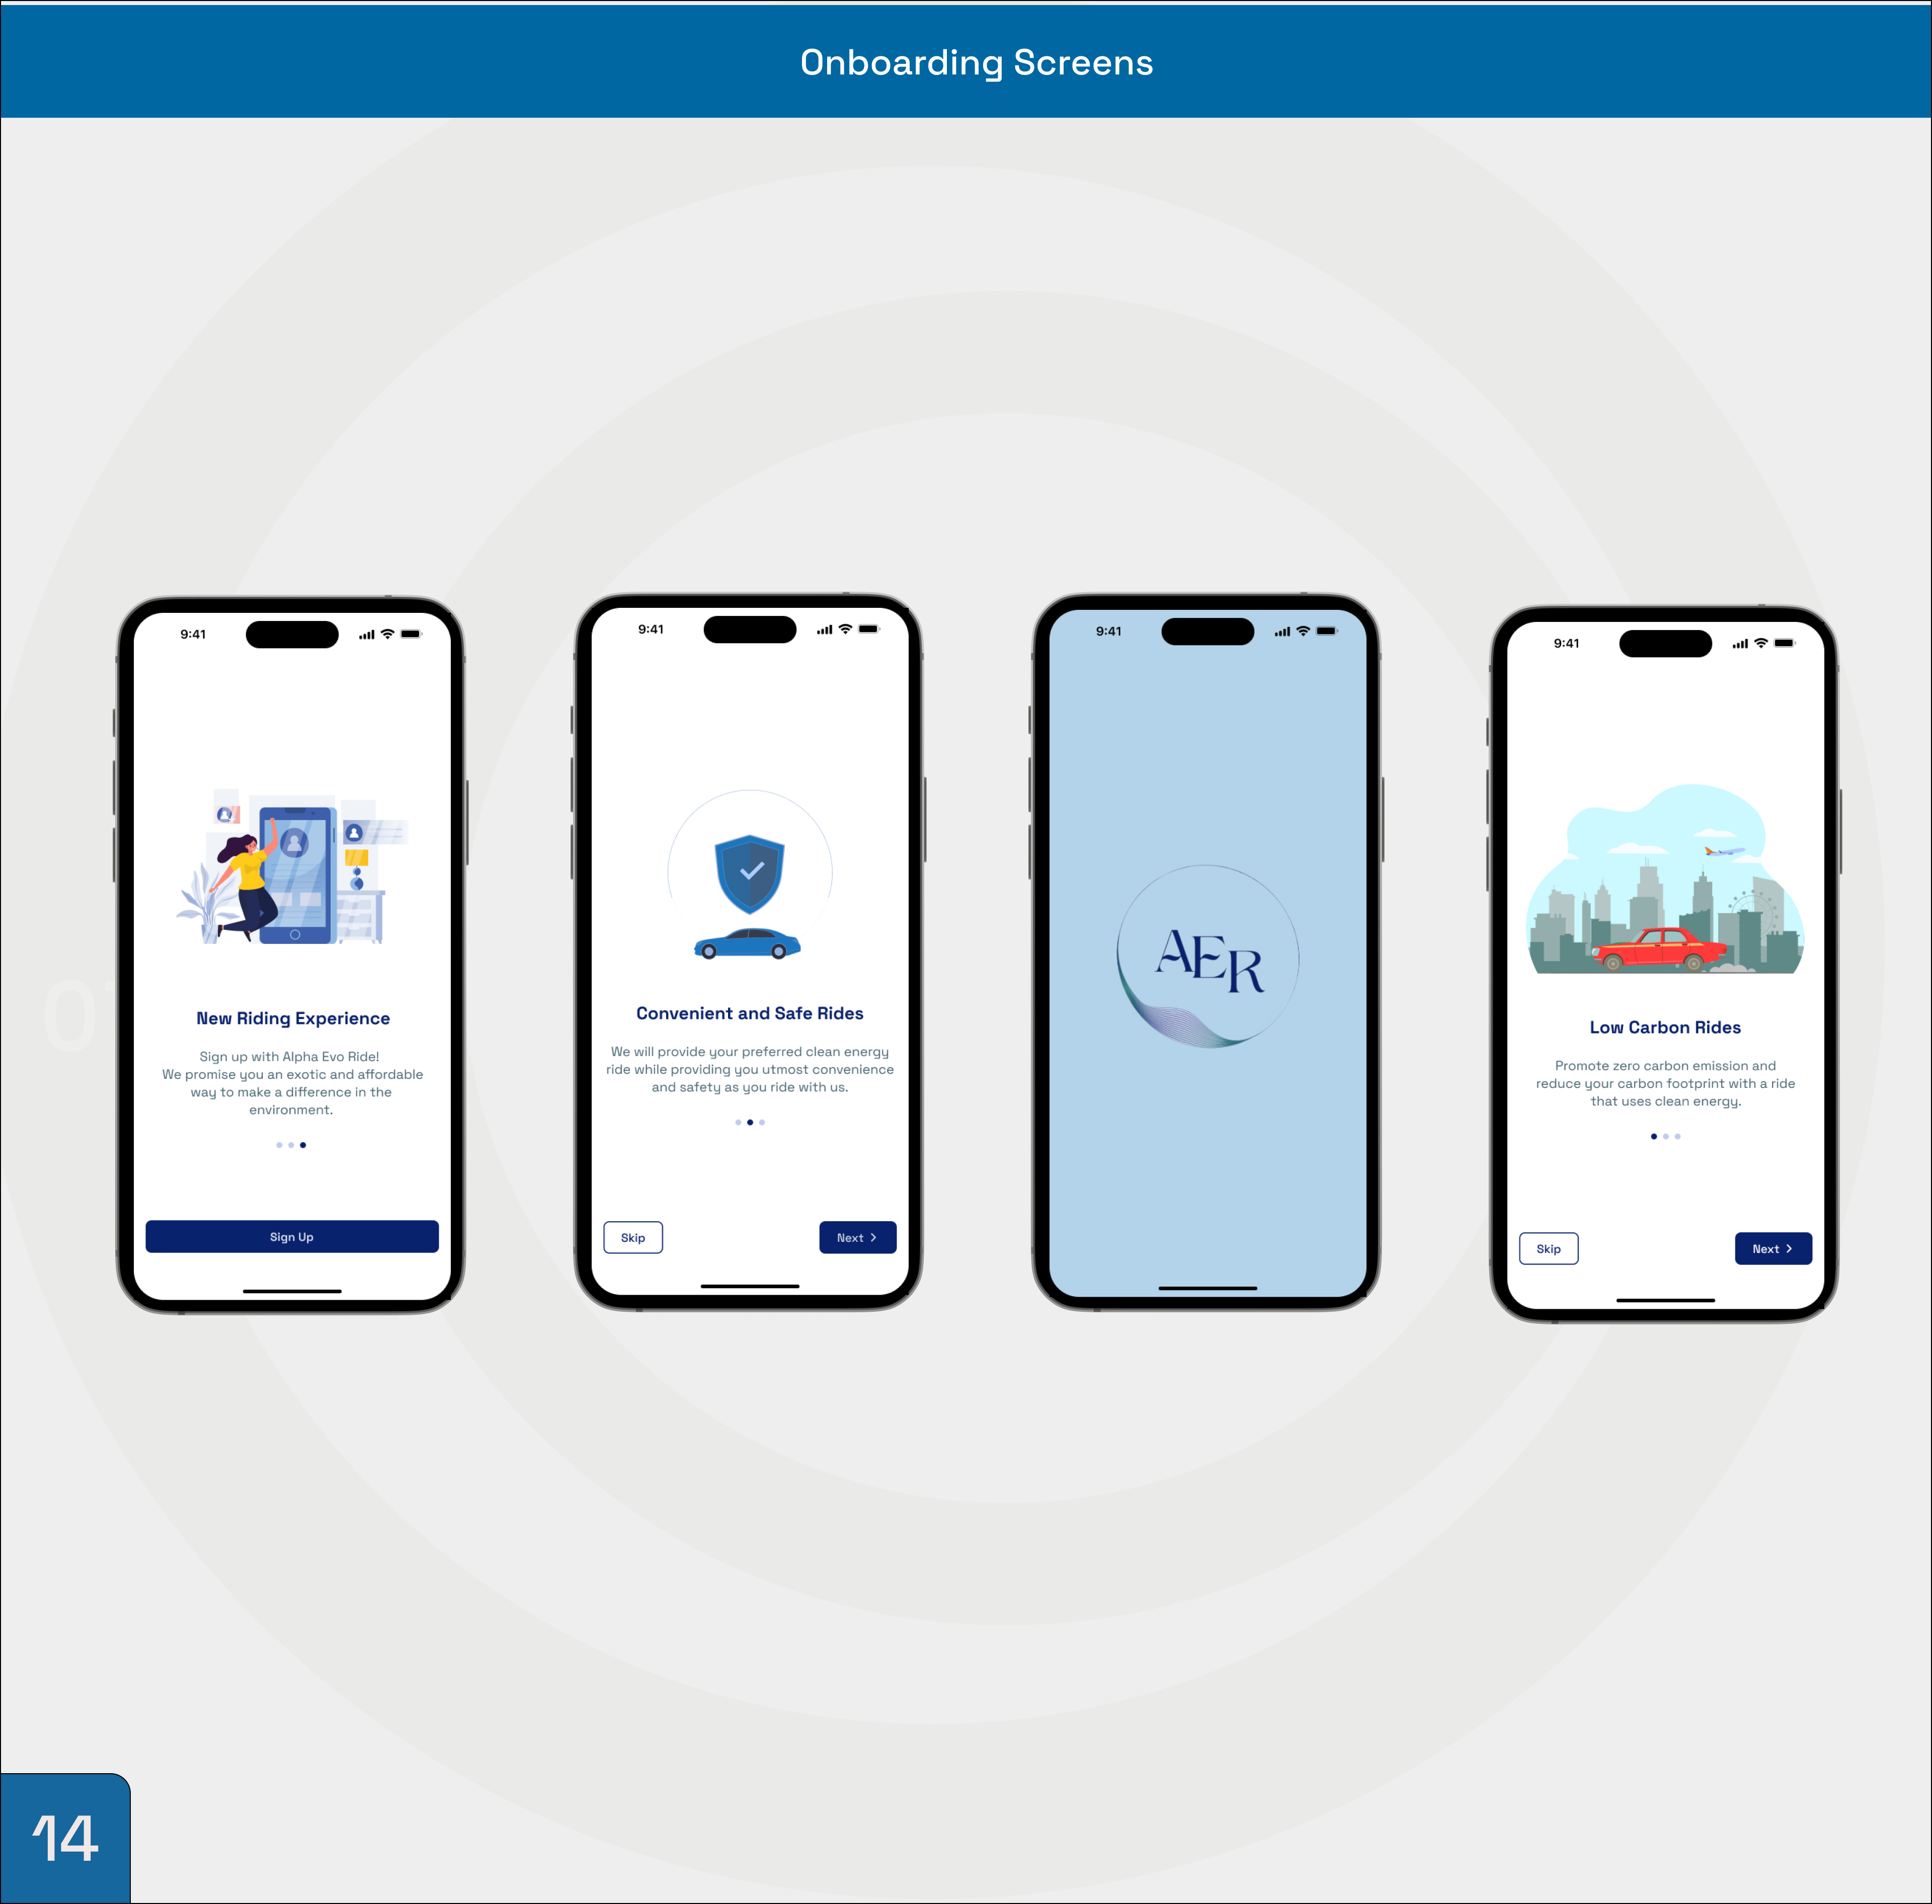 Onboarding Screens
9:41
New Riding Experience
Sign up with Alpha Evo Ride!
We promise you an exotic and affordable
way to make a difference in the
environment.
Sign Up
9:41
Convenient and Safe Rides
We will provide your preferred clean energy
ride while providing you utmost convenience
and safety as you ride with us.
Skip
Next
9:41
AER
9:41
Low Carbon Rides
Promote zero carbon emission and
reduce your carbon footprint with a ride
that uses clean energy.
Skip
Next
14